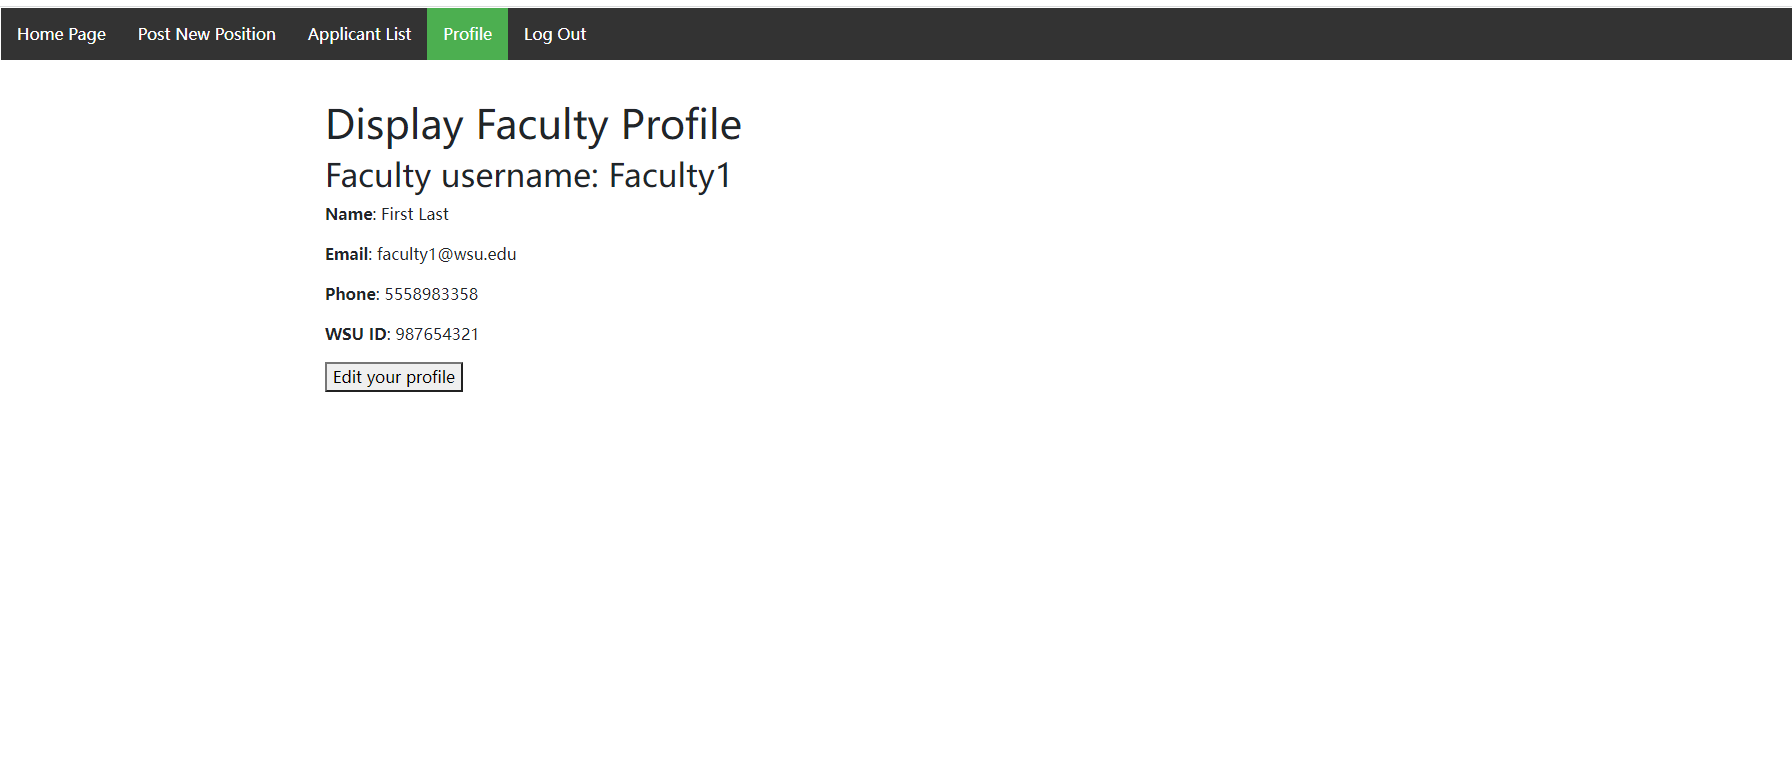 Home Page Post New Position Applicant List Profile Log Out
Display Faculty Profile
Faculty username: Faculty1
Name: First Last
Email: faculty1@wsu.edu
Phone: 5558983358
WSU ID: 987654321
Edit your profile